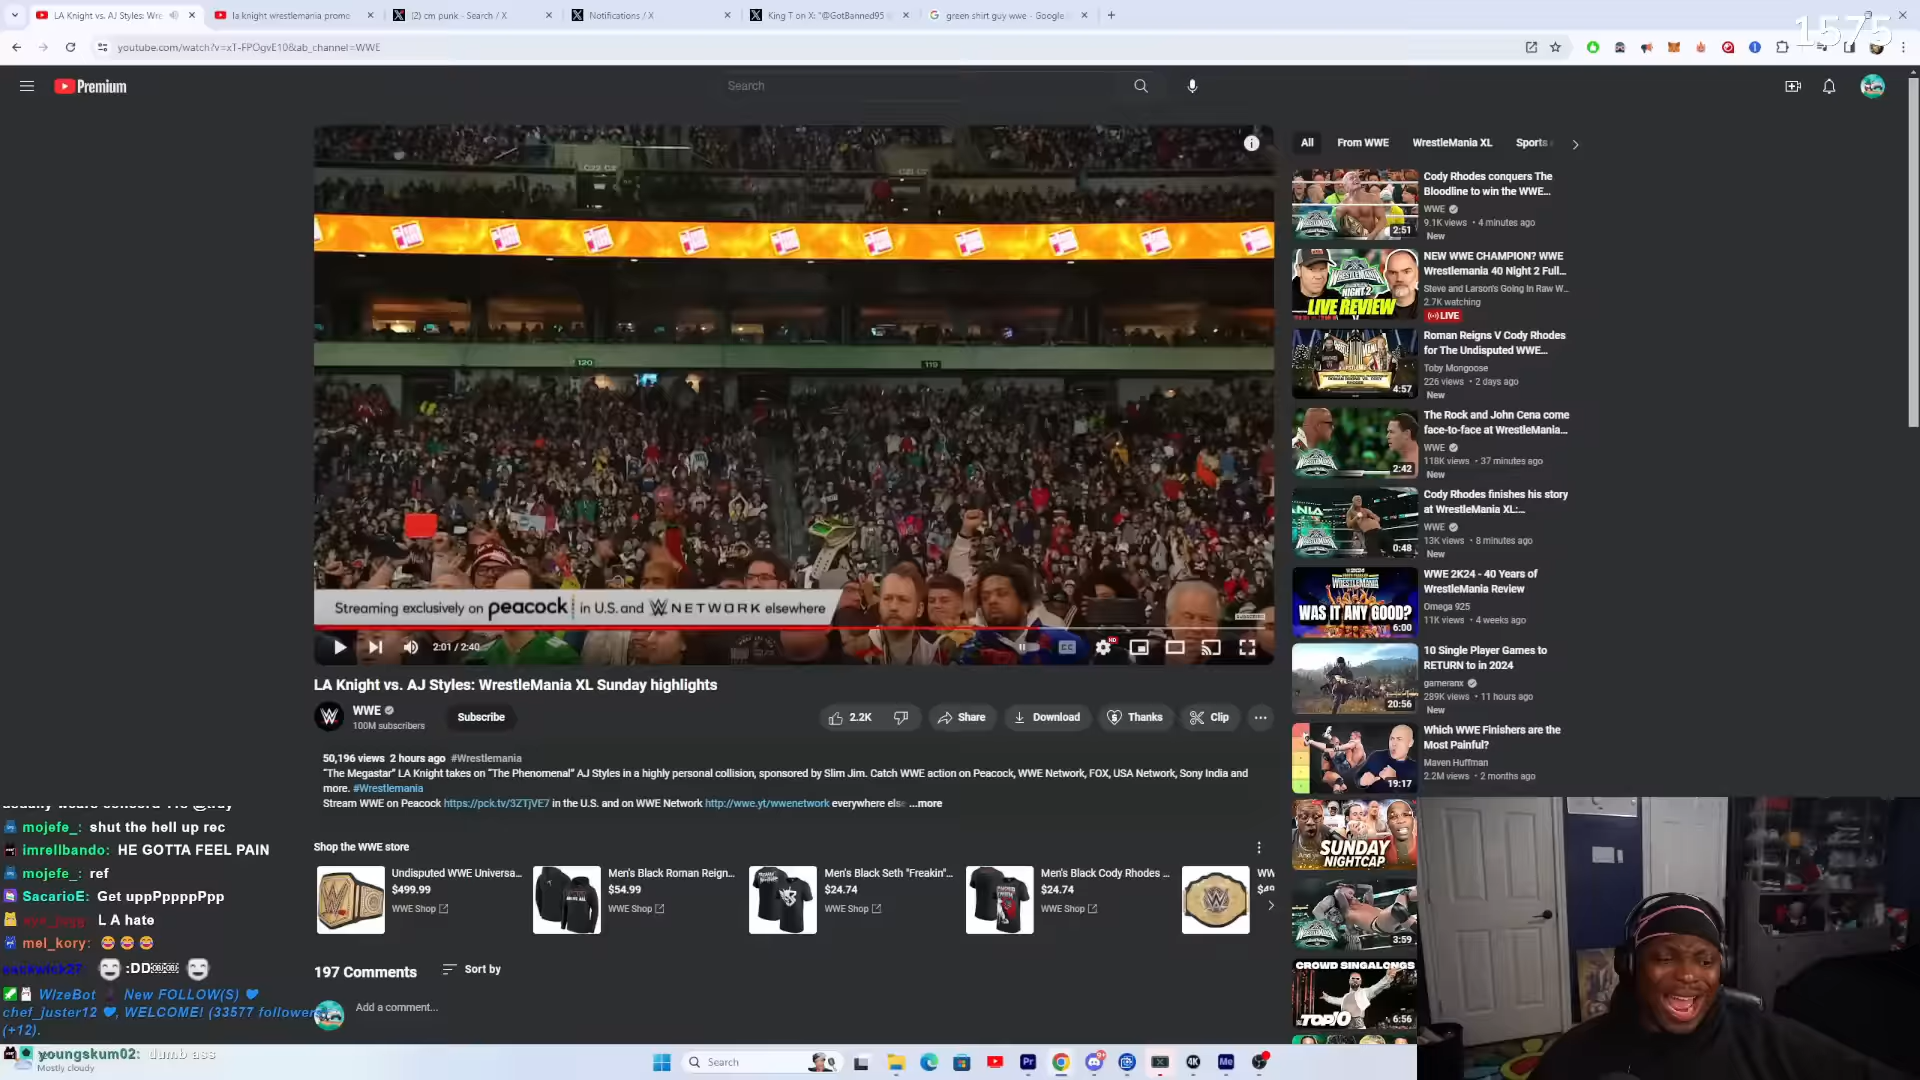 LA Knight vs. AJ Styles: Wre
la knight wrestlemania promo
(2) cm punk - Search / X
Notifications / X
King T on X: "@GotBanned95
green shirt guy wwe - Google
1575
youtube.com/watch?v=xT-FPOgvE10&ab_channel=WWE
Premium
Search
120
119
Streaming exclusively on peacock in U.S. and WNETWORK elsewhere
2:01 / 2:40
LA Knight vs. AJ Styles: WrestleMania XL Sunday highlights
WWE
100M subscribers
Subscribe
2.2K
Share
Download
Thanks
Clip
50,196 views 2 hours ago #Wrestlemania
"The Megastar" LA Knight takes on "The Phenomenal" AJ Styles in a highly personal collision, sponsored by Slim Jim. Catch WWE action on Peacock, WWE Network, FOX, USA Network, Sony India and
more. #Wrestlemania
Stream WWE on Peacock https://pck.tv/3ZTjVE7 in the U.S. and on WWE Network http://wwe.yt/wwenetwork everywhere else ...more
Shop the WWE store
Undisputed WWE Universa...
$499.99
WWE Shop
Men's Black Roman Reign...
$54.99
WWE Shop
Men's Black Seth "Freakin"...
$24.74
WWE Shop
Men's Black Cody Rhodes ...
$24.74
WWE Shop
197 Comments
Sort by
Add a comment...
All
From WWE
WrestleMania XL
Sports
Cody Rhodes conquers The
Bloodline to win the WWE...
WWE
9.1K views • 4 minutes ago
New
2:51
NEW WWE CHAMPION? WWE
Wrestlemania 40 Night 2 Full...
Steve and Larson's Going In Raw W...
2.7K watching
LIVE
NIGHT 2
LIVE REVIEW
Roman Reigns V Cody Rhodes
for The Undisputed WWE...
Toby Mongoose
226 views • 2 days ago
New
4:57
The Rock and John Cena come
face-to-face at WrestleMania...
WWE
118K views • 37 minutes ago
New
2:42
Cody Rhodes finishes his story
at WrestleMania XL:...
WWE
13K views • 8 minutes ago
New
0:48
WWE 2K24 - 40 Years of
WrestleMania Review
Omega 925
11K views • 4 weeks ago
WAS IT ANY GOOD?
6:00
10 Single Player Games to
RETURN to in 2024
gameranx
289K views • 11 hours ago
New
20:56
Which WWE Finishers are the
Most Painful?
Maven Huffman
2.2M views • 2 months ago
19:17
SUNDAY
NIGHTCAP
3:59
CROWD SINGALONGS
TOP10
6:56
mojefe_: shut the hell up rec
imrellbando: HE GOTTA FEEL PAIN
mojefe_: ref
SacarioE: Get uppPppppPpp
L A hate
mel_kory:
:DD
WIzeBot New FOLLOW(S)
chef_juster12, WELCOME! (33577 follower
(+12).
youngskum02: dumb ass
Mostly cloudy
Search